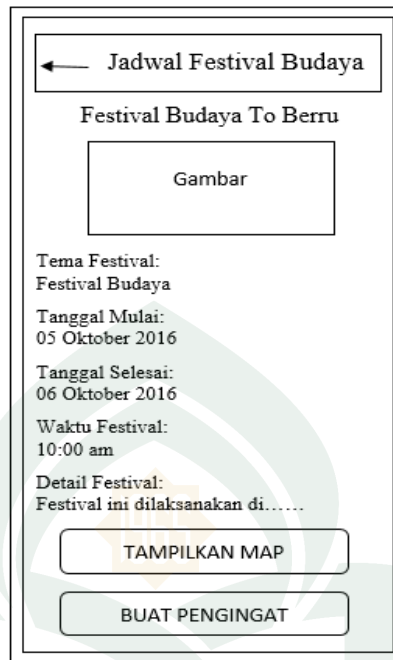 Jadwal Festival Budaya
Festival Budaya To Berru
Gambar
Tema Festival:
Festival Budaya
Tanggal Mulai:
05 Oktober 2016
Tanggal Selesai:
06 Oktober 2016
Waktu Festival:
10:00 am
Detail Festival:
Festival ini dilaksanakan di……
TAMPILKAN MAP
BUAT PENGINGAT